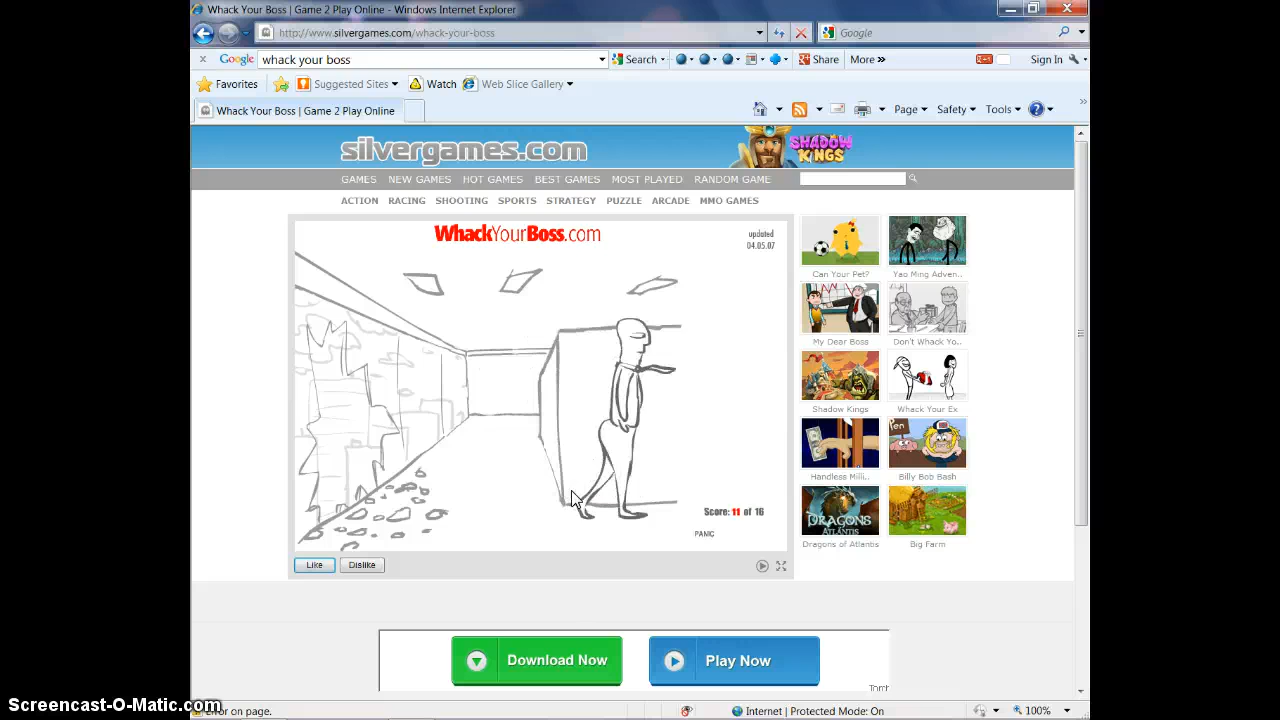 Whack Your Boss | Game 2 Play Online - Windows Internet Explorer
http://www.silvergames.com/whack-your-boss
Google
Google
whack your boss
Search
Share
More »
Sign In
Favorites
Suggested Sites
Watch
Web Slice Gallery
Whack Your Boss | Game 2 Play Online
Page
Safety
Tools
silvergames.com
SHADOW
KINGS
GAMES
NEW GAMES
HOT GAMES
BEST GAMES
MOST PLAYED
RANDOM GAME
ACTION
RACING
SHOOTING
SPORTS
STRATEGY
PUZZLE
ARCADE
MMO GAMES
WhackYourBoss.com
updated
04.05.07
Score: 11 of 16
PANIC
Can Your Pet?
Yao Ming Adven..
My Dear Boss
Don't Whack Yo..
Shadow Kings
Whack Your Ex
Handless Milli..
Billy Bob Bash
DRAGONS
ATLANTIS
Dragons of Atlantis
Big Farm
Like
Dislike
Download Now
Play Now
Torch
Screencast-O-Matic.com
Error on page.
Internet | Protected Mode: On
100%